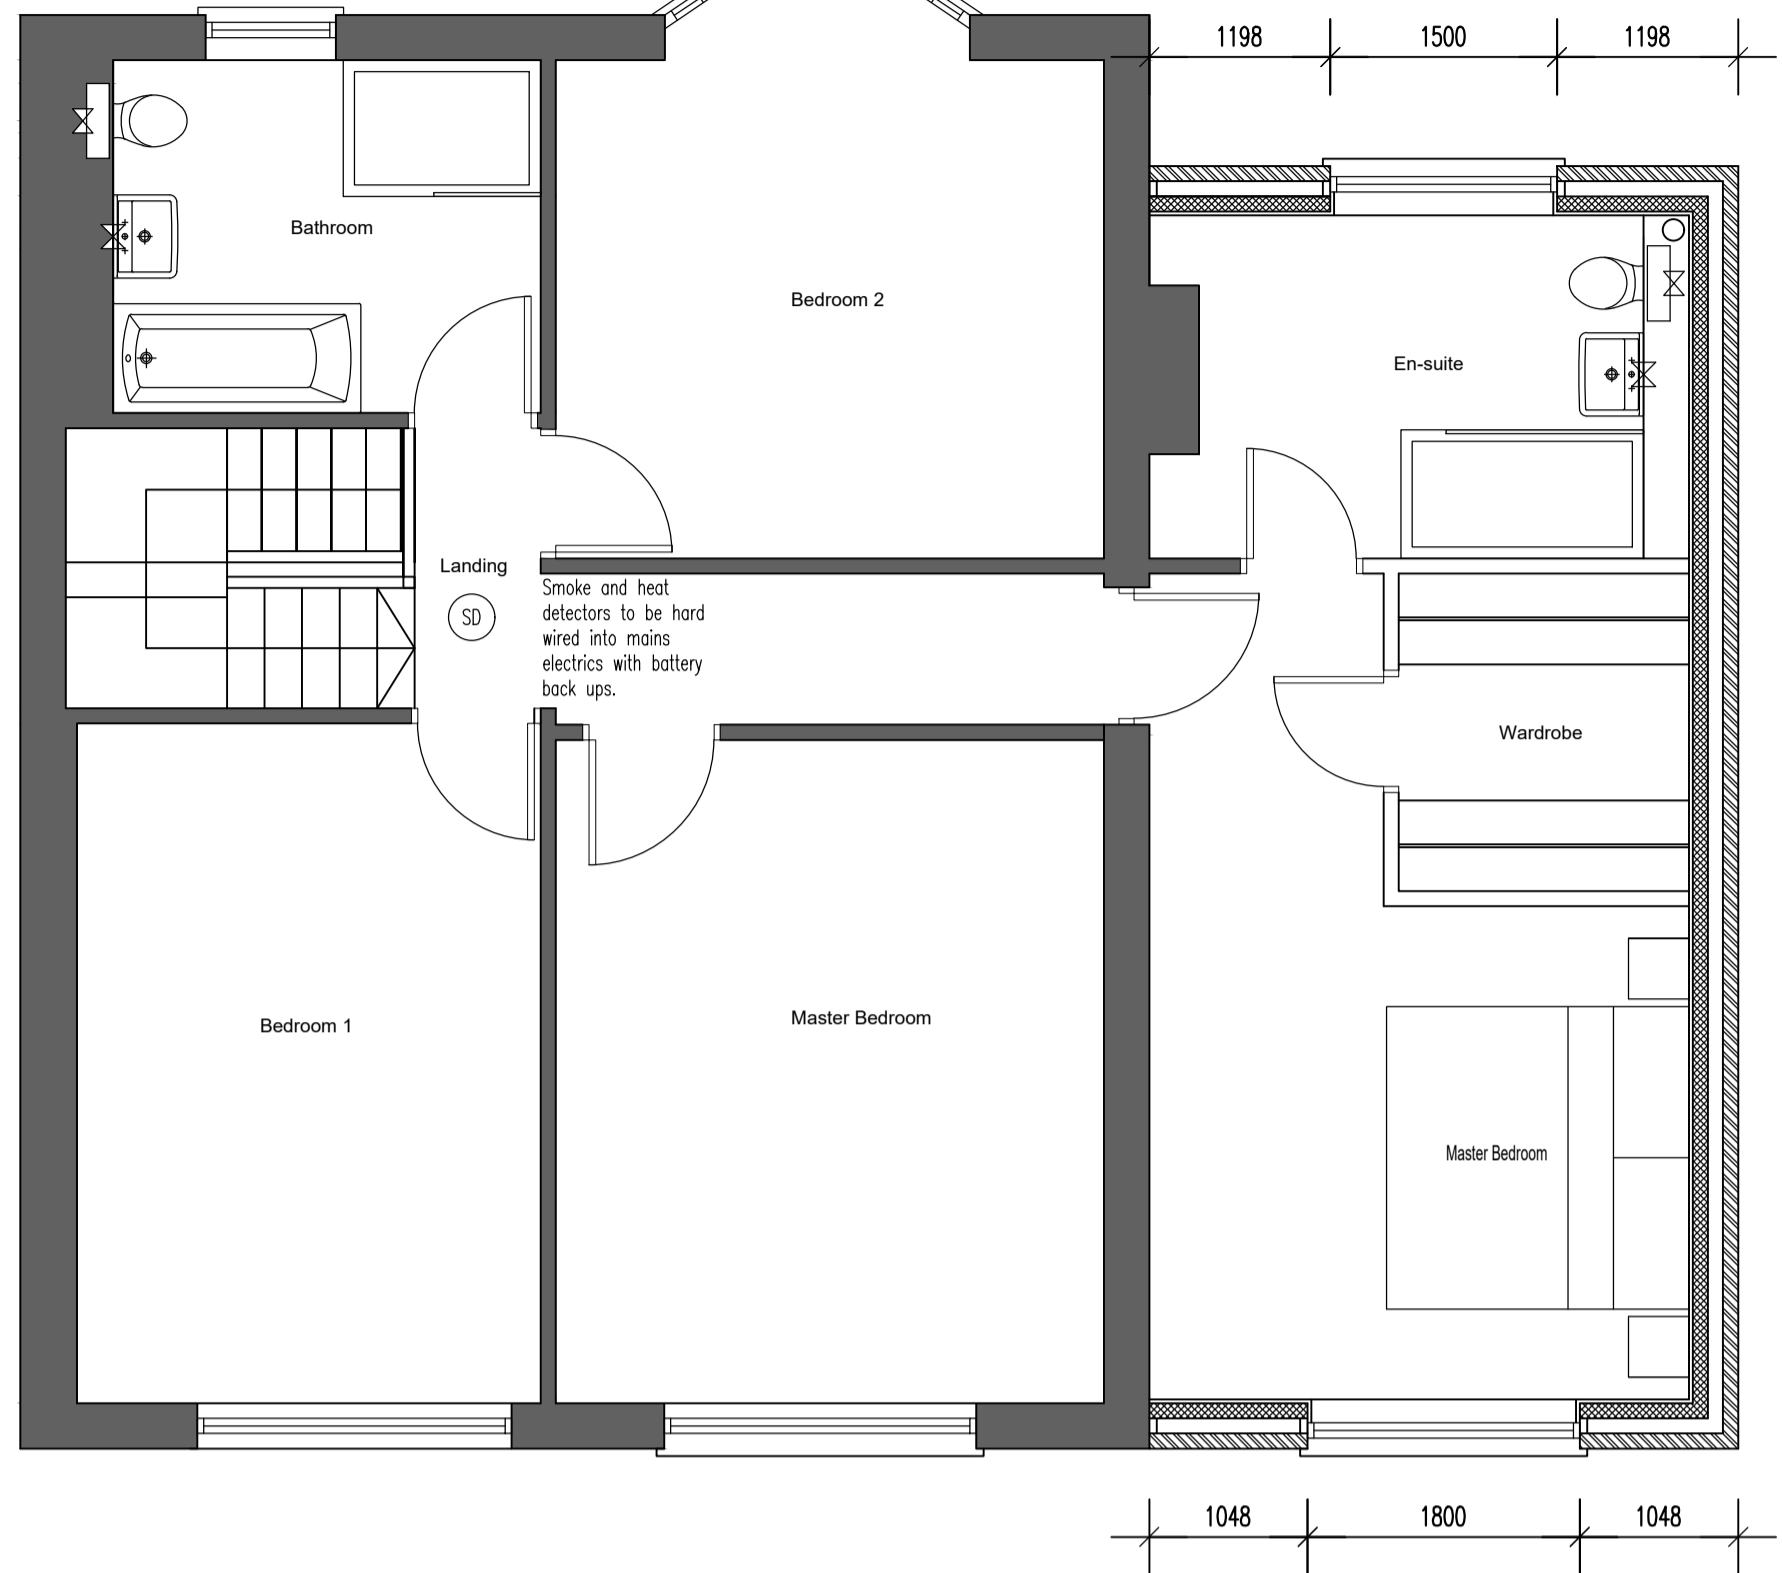 1198 1500 1198
Bathroom
Bedroom 2
En-suite
Landing
SD
Smoke and heat
detectors to be hard
wired into mains
electrics with battery
back ups.
Wardrobe
Bedroom 1
Master Bedroom
Master Bedroom
1048 1800 1048